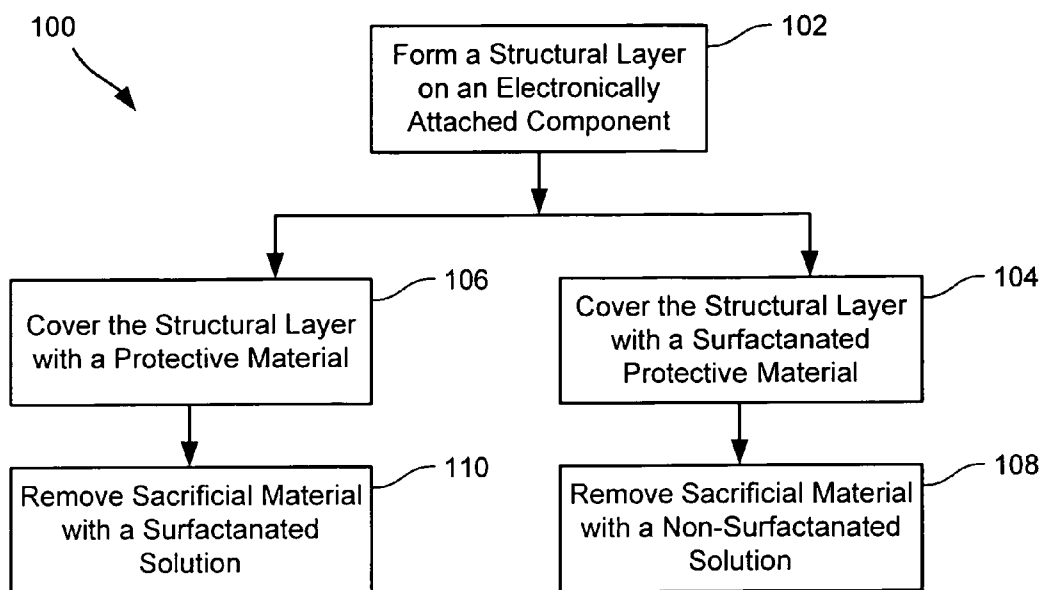 100
102
Form a Structural Layer
on an Electronically
Attached Component
106
Cover the Structural Layer
with a Protective Material
104
Cover the Structural Layer
with a Surfactanated
Protective Material
110
Remove Sacrificial Material
with a Surfactanated
Solution
108
Remove Sacrificial Material
with a Non-Surfactanated
Solution